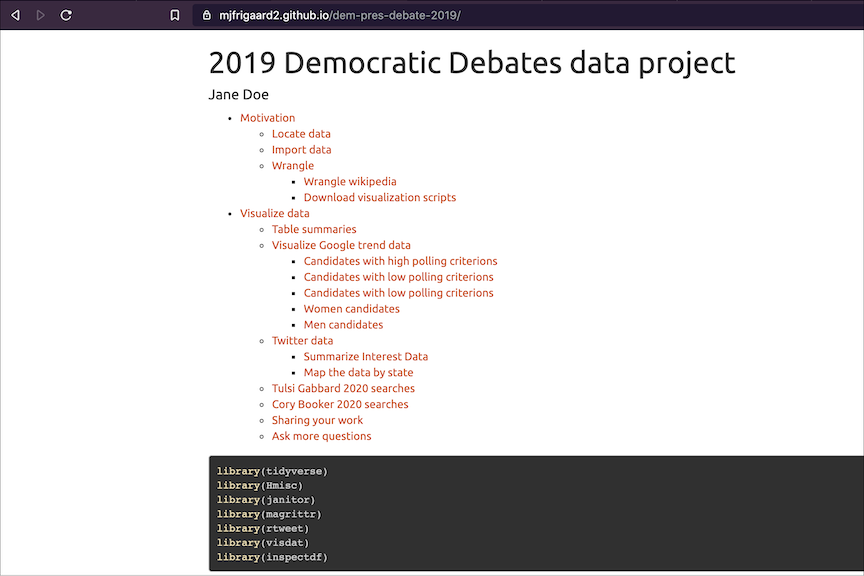 mjfrigaard2.github.io/dem-pres-debate-2019/
2019 Democratic Debates data project
Jane Doe
Motivation
Locate data
Import data
Wrangle
Wrangle wikipedia
Download visualization scripts
Visualize data
Table summaries
Visualize Google trend data
Candidates with high polling criterions
Candidates with low polling criterions
Candidates with low polling criterions
Women candidates
Men candidates
Twitter data
Summarize Interest Data
Map the data by state
Tulsi Gabbard 2020 searches
Cory Booker 2020 searches
Sharing your work
Ask more questions
library(tidyverse)
library(Hmisc)
library(janitor)
library(magrittr)
library(rtweet)
library(visdat)
library(inspectdf)